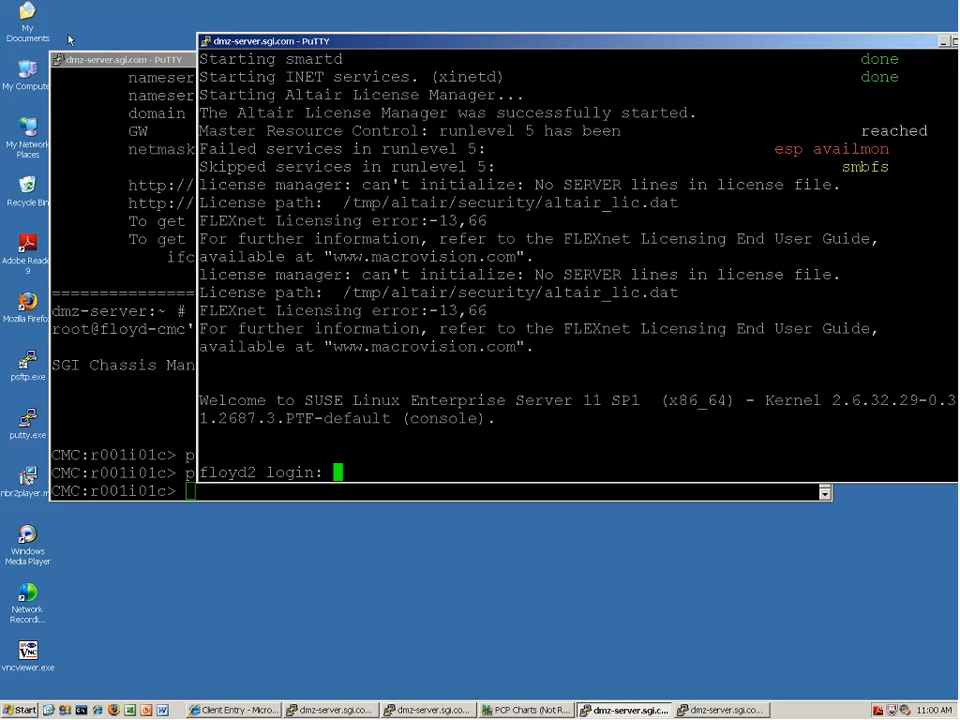 My
Documents
My Compute
My Network
Places
Recycle Bin
Adobe Reade
9
Mozilla Firefo
psftp.exe
putty.exe
nbr2player.m
Windows
Media Player
Network
Recordi...
vncviewer.exe
dmz-server.sgi.com - PuTTY
nameser
nameser
domain
GW
netmask
http://
http://
To get
To get
ifc
===============
dmz-server:~ #
root@floyd-cmc'
SGI Chassis Man
CMC:r001i01c> p
CMC:r001i01c> p
CMC:r001i01c>
dmz-server.sgi.com - PuTTY
Starting smartd done
Starting INET services. (xinetd) done
Starting Altair License Manager...
The Altair License Manager was successfully started.
Master Resource Control: runlevel 5 has been reached
Failed services in runlevel 5: esp availmon
Skipped services in runlevel 5: smbfs
license manager: can't initialize: No SERVER lines in license file.
License path: /tmp/altair/security/altair_lic.dat
FLEXnet Licensing error:-13,66
For further information, refer to the FLEXnet Licensing End User Guide,
available at "www.macrovision.com".
license manager: can't initialize: No SERVER lines in license file.
License path: /tmp/altair/security/altair_lic.dat
FLEXnet Licensing error:-13,66
For further information, refer to the FLEXnet Licensing End User Guide,
available at "www.macrovision.com".
Welcome to SUSE Linux Enterprise Server 11 SP1 (x86_64) - Kernel 2.6.32.29-0.3
1.2687.3.PTF-default (console).
floyd2 login:
Start Client Entry - Micro... dmz-server.sgi.co... dmz-server.sgi.co... PCP Charts (Not R... dmz-server.sgi.c... dmz-server.sgi.co... 11:00 AM